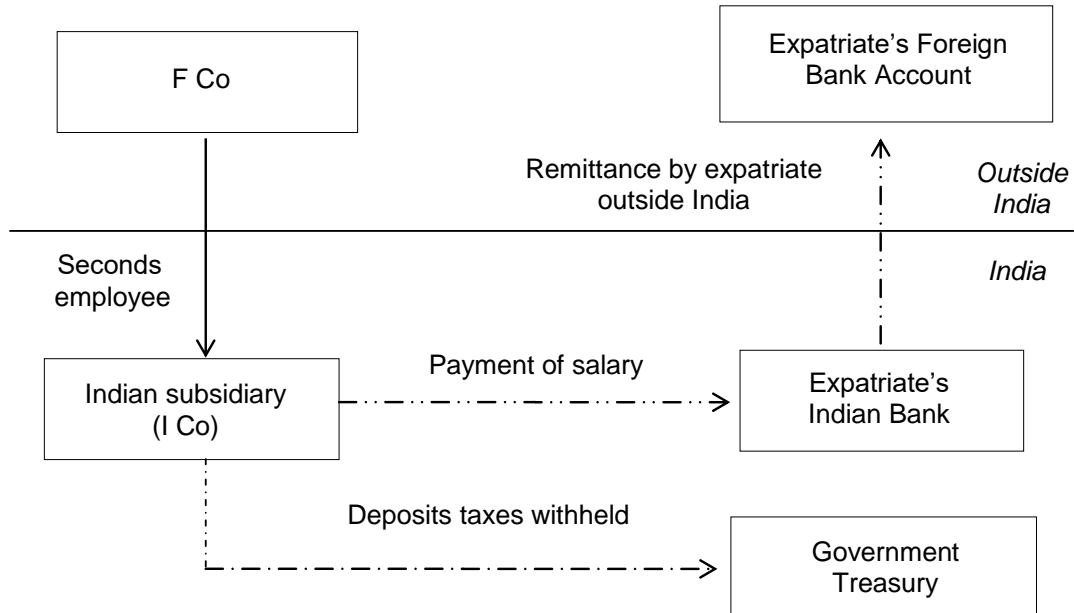 F Co
Expatriate’s Foreign
Bank Account
Remittance by expatriate
outside India
Outside
India
Seconds
employee
India
Indian subsidiary
(I Co)
Payment of salary
Expatriate’s
Indian Bank
Deposits taxes withheld
Government
Treasury